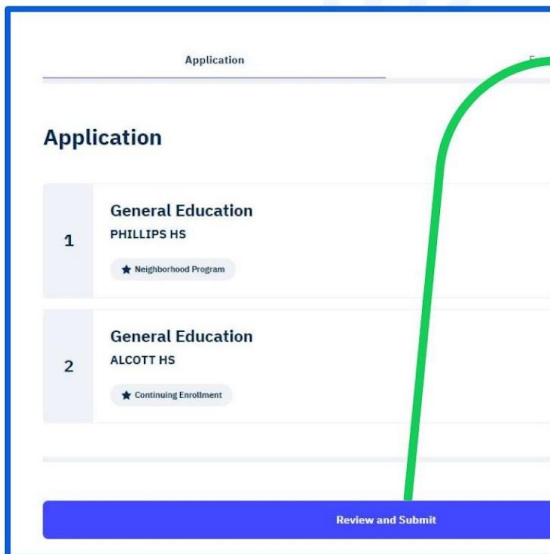 Application
Application
1
General Education
PHILLIPS HS
Neighborhood Program
2
General Education
ALCOTT HS
Continuing Enrollment
Review and Submit